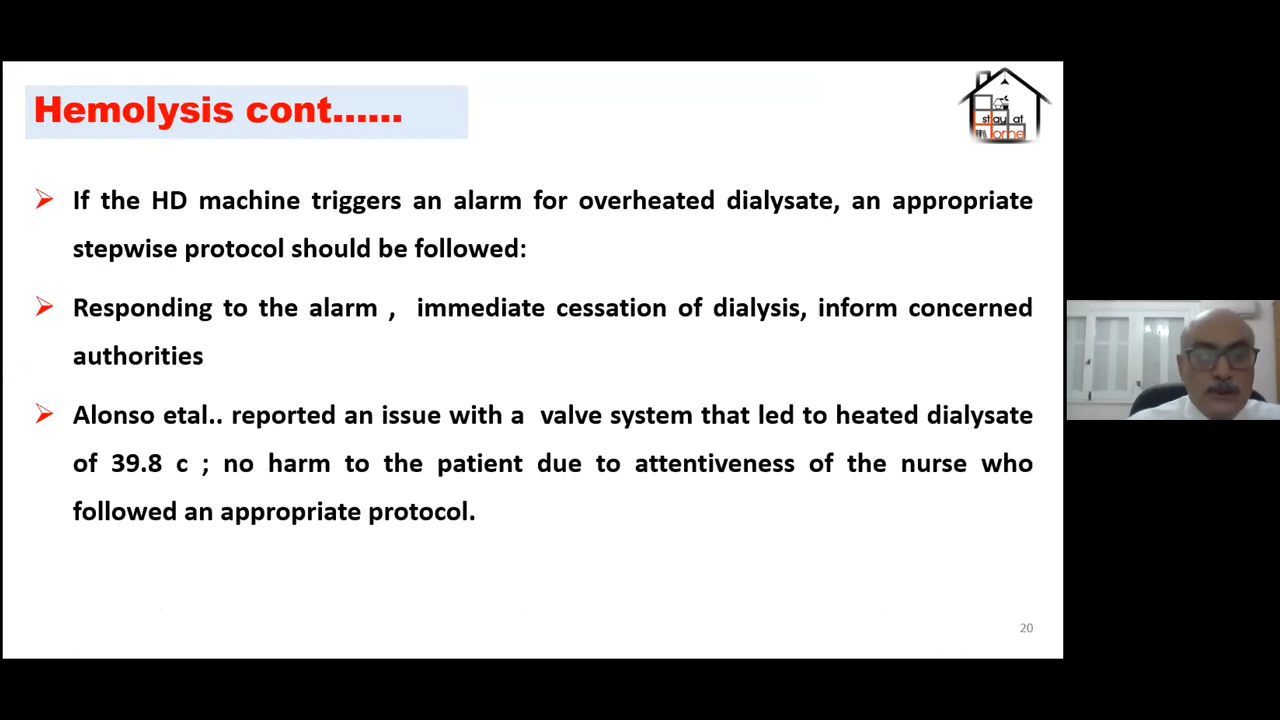 Hemolysis cont......
stay at
home
If the HD machine triggers an alarm for overheated dialysate, an appropriate
stepwise protocol should be followed:
Responding to the alarm , immediate cessation of dialysis, inform concerned
authorities
Alonso etal.. reported an issue with a valve system that led to heated dialysate
of 39.8 c ; no harm to the patient due to attentiveness of the nurse who
followed an appropriate protocol.
20